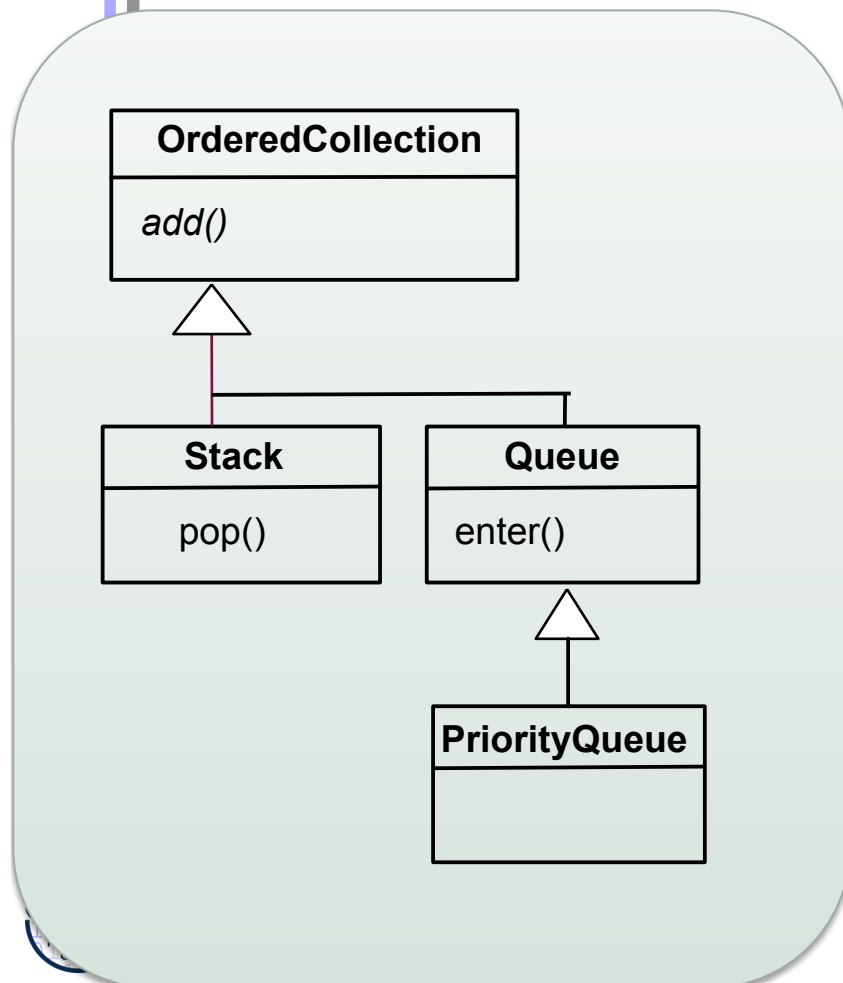 OrderedCollection
add()
Stack
Queue
pop()
enter()
PriorityQueue